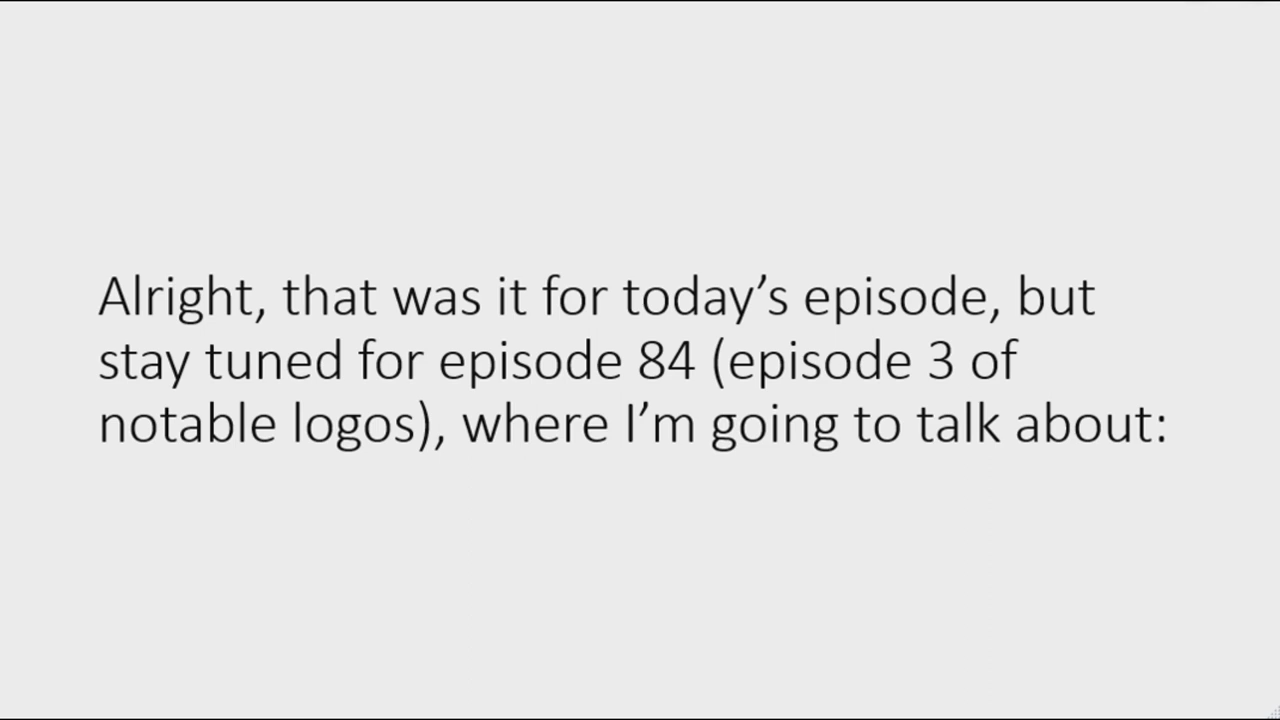 Alright, that was it for today’s episode, but
stay tuned for episode 84 (episode 3 of
notable logos), where I’m going to talk about: